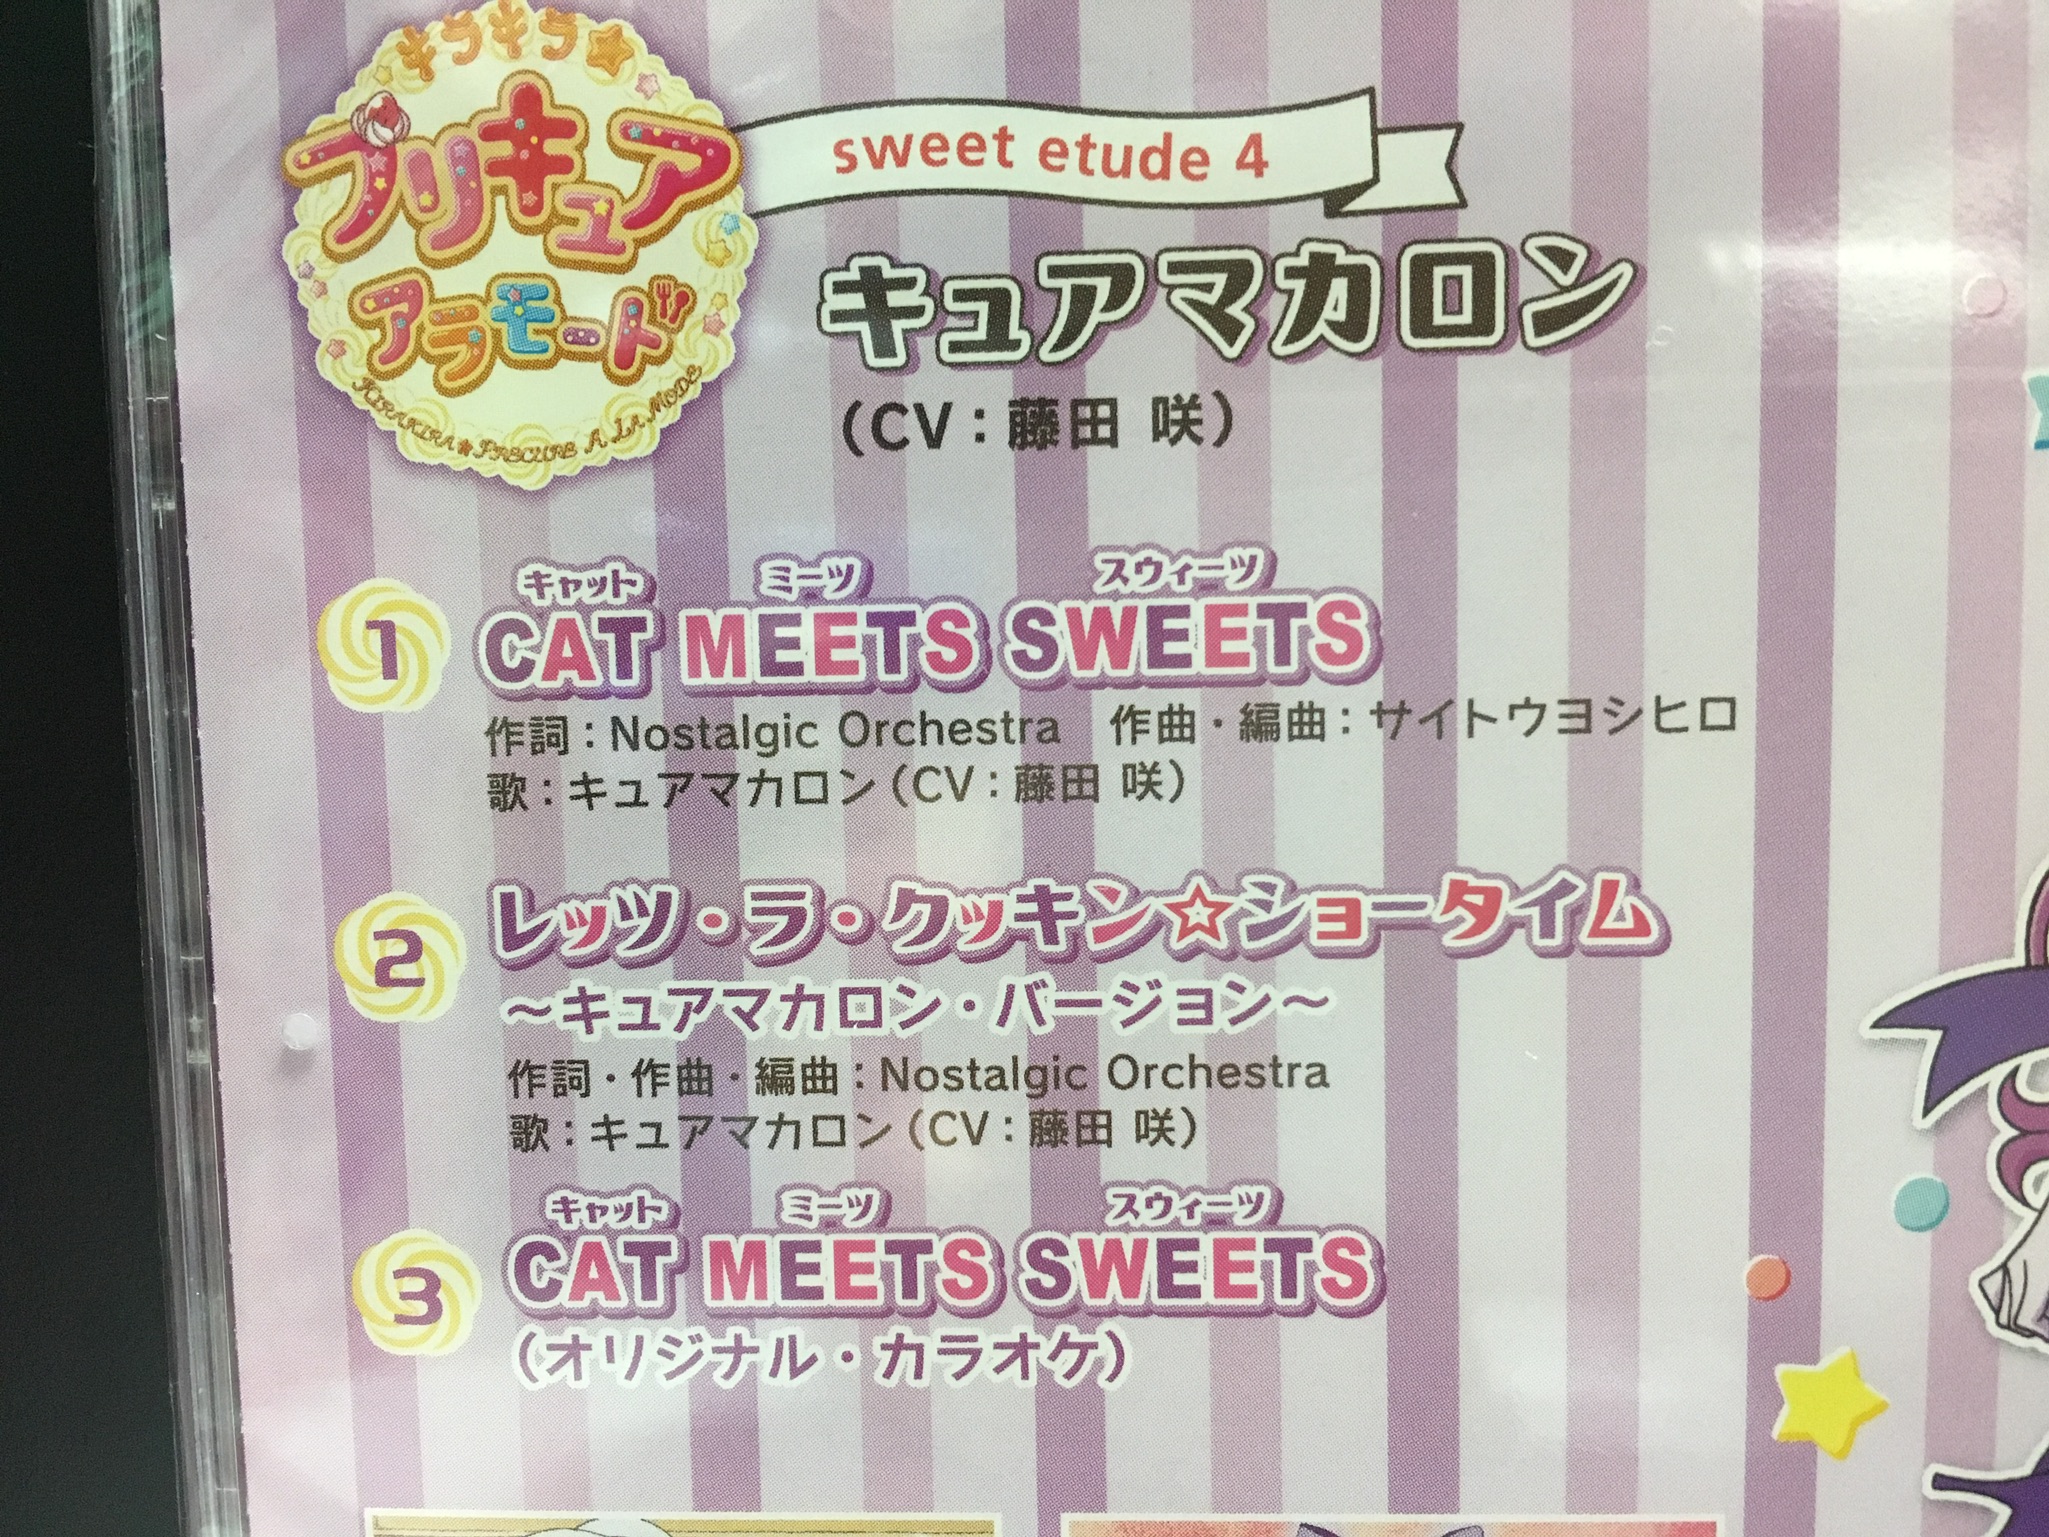 キラキラ☆
プリキュア
アラモード
KIRAKIRA★PRECURE A LA MODE
sweet etude 4
キュアマカロン
(CV：藤田 咲)
キャット ミーツ スウィーツ
1 CAT MEETS SWEETS
作詞：Nostalgic Orchestra 作曲・編曲：サイトウヨシヒロ
歌：キュアマカロン(CV：藤田 咲)
2 レッツ・ラ・クッキン☆ショータイム
～キュアマカロン・バージョン～
作詞・作曲・編曲：Nostalgic Orchestra
歌：キュアマカロン(CV：藤田 咲)
キャット ミーツ スウィーツ
3 CAT MEETS SWEETS
(オリジナル・カラオケ)